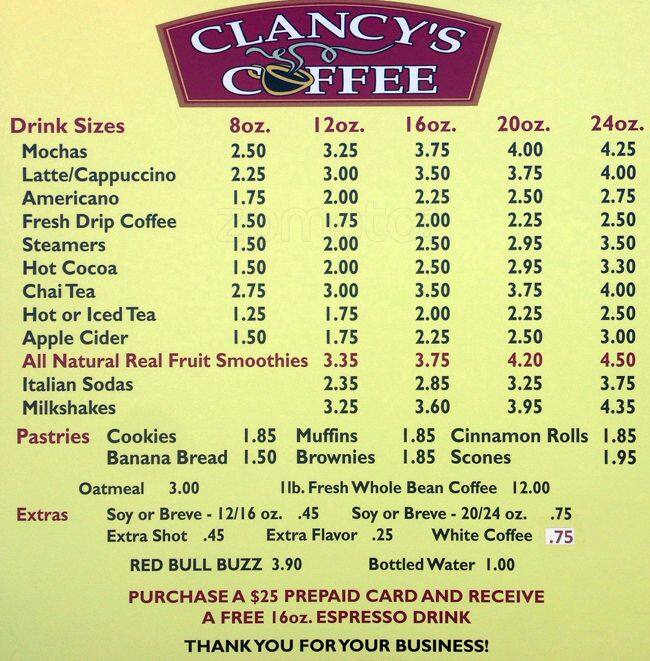 CLANCY'S
COFFEE
Drink Sizes 8oz. 12oz. 16oz. 20oz. 24oz.
Mochas 2.50 3.25 3.75 4.00 4.25
Latte/Cappuccino 2.25 3.00 3.50 3.75 4.00
Americano 1.75 2.00 2.25 2.50 2.75
Fresh Drip Coffee 1.50 1.75 2.00 2.25 2.50
zomato
Steamers 1.50 2.00 2.50 2.95 3.50
Hot Cocoa 1.50 2.00 2.50 2.95 3.30
Chai Tea 2.75 3.00 3.50 3.75 4.00
Hot or Iced Tea 1.25 1.75 2.00 2.25 2.50
Apple Cider 1.50 1.75 2.25 2.50 3.00
All Natural Real Fruit Smoothies 3.35 3.75 4.20 4.50
Italian Sodas 2.35 2.85 3.25 3.75
Milkshakes 3.25 3.60 3.95 4.35
Pastries Cookies 1.85 Muffins 1.85 Cinnamon Rolls 1.85
Banana Bread 1.50 Brownies 1.85 Scones 1.95
Oatmeal 3.00 1lb. Fresh Whole Bean Coffee 12.00
Extras Soy or Breve - 12/16 oz. .45 Soy or Breve - 20/24 oz. .75
Extra Shot .45 Extra Flavor .25 White Coffee .75
RED BULL BUZZ 3.90 Bottled Water 1.00
PURCHASE A $25 PREPAID CARD AND RECEIVE
A FREE 16oz. ESPRESSO DRINK
THANK YOU FOR YOUR BUSINESS!